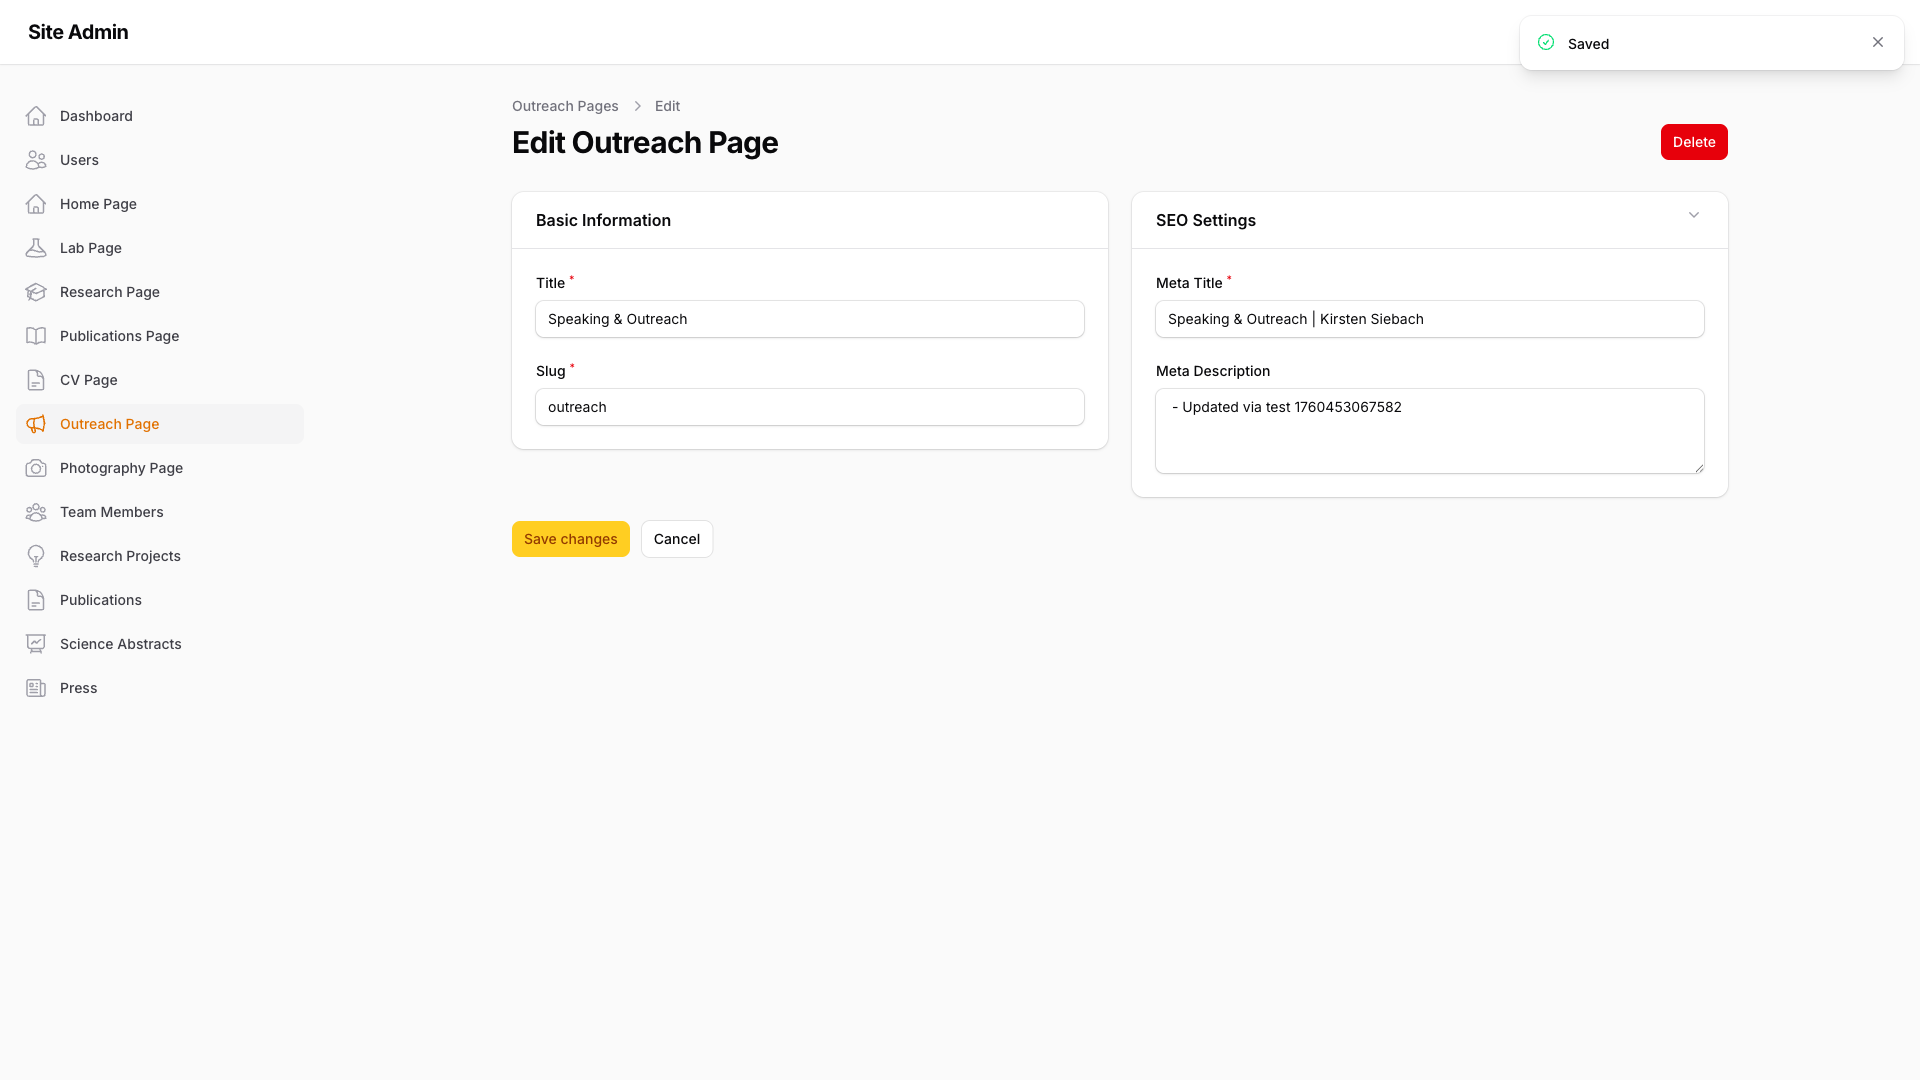 Site Admin
Saved
Dashboard
Users
Home Page
Lab Page
Research Page
Publications Page
CV Page
Outreach Page
Photography Page
Team Members
Research Projects
Publications
Science Abstracts
Press
Outreach Pages > Edit
Edit Outreach Page
Delete
Basic Information
Title *
Speaking & Outreach
Slug *
outreach
SEO Settings
Meta Title *
Speaking & Outreach | Kirsten Siebach
Meta Description
- Updated via test 1760453067582
Save changes
Cancel